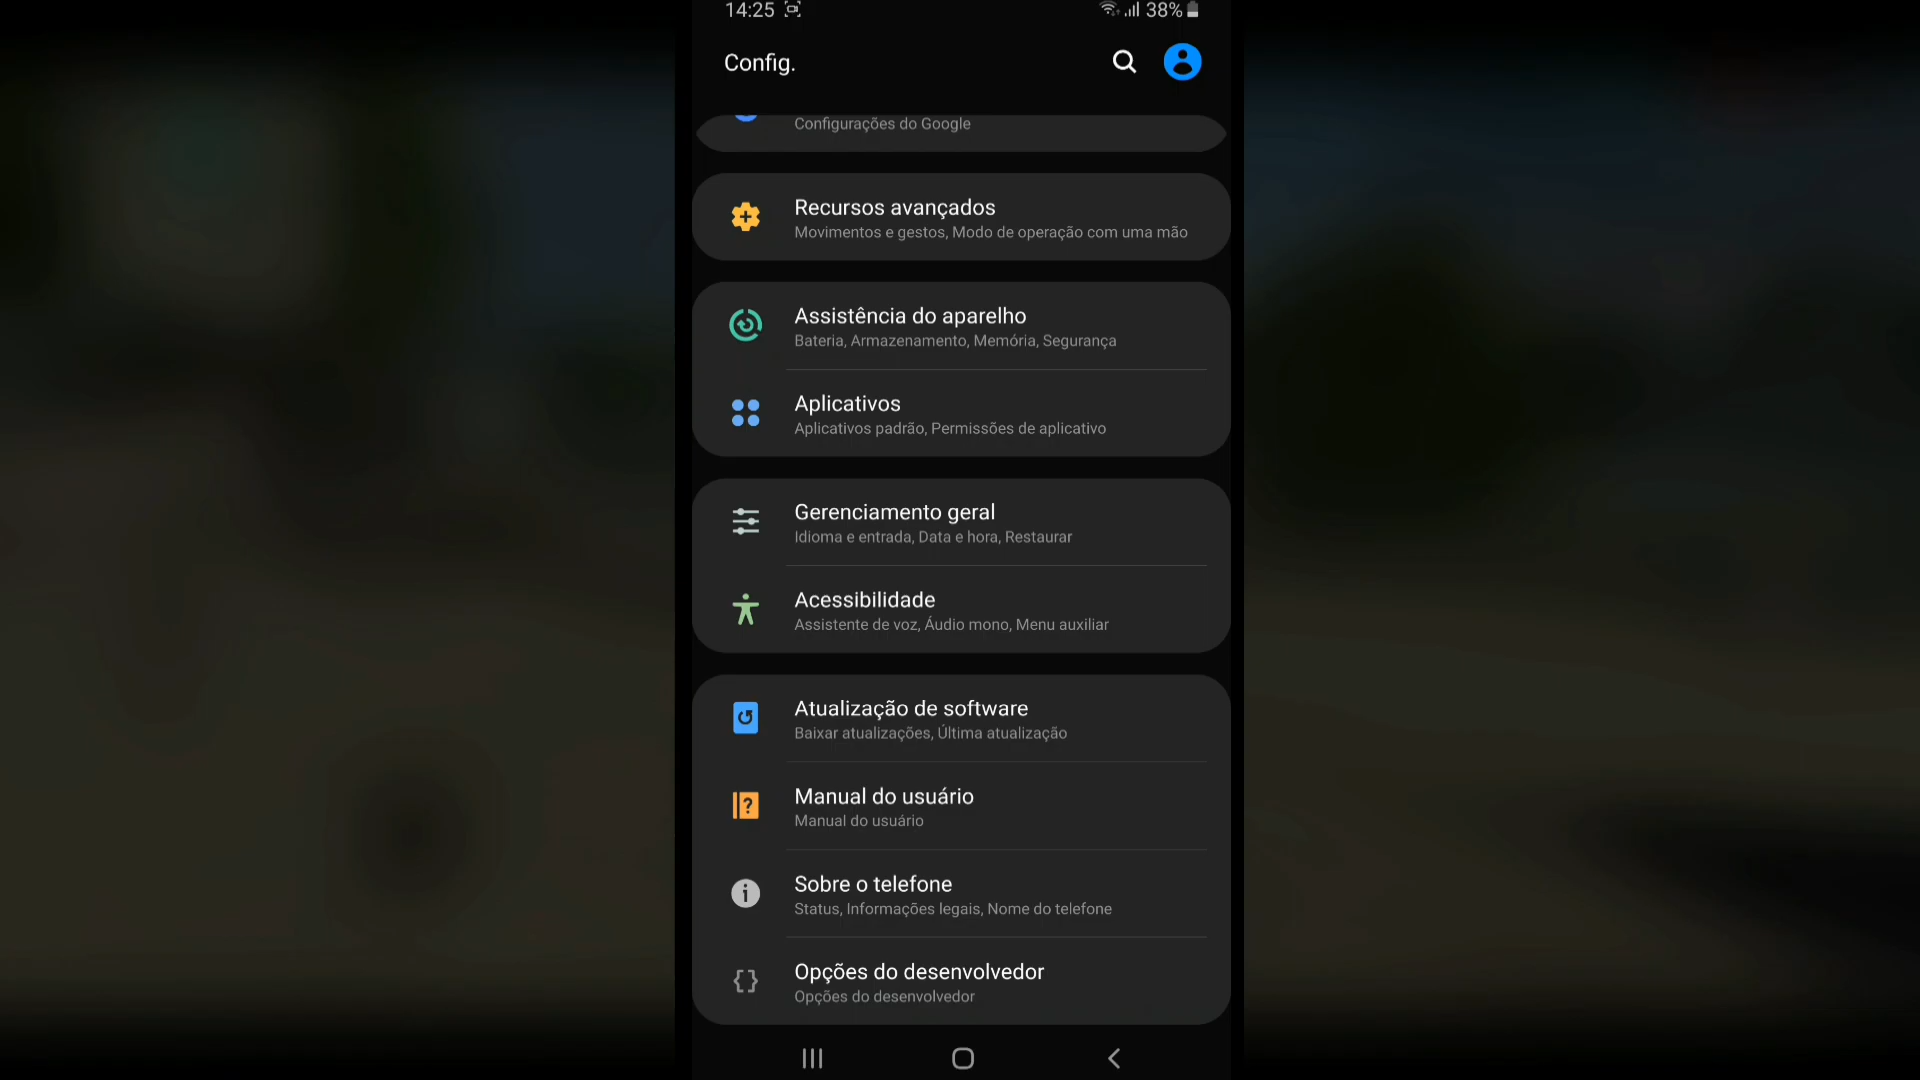 14:25
38%
Config.
Configurações do Google
Recursos avançados
Movimentos e gestos, Modo de operação com uma mão
Assistência do aparelho
Bateria, Armazenamento, Memória, Segurança
Aplicativos
Aplicativos padrão, Permissões de aplicativo
Gerenciamento geral
Idioma e entrada, Data e hora, Restaurar
Acessibilidade
Assistente de voz, Áudio mono, Menu auxiliar
Atualização de software
Baixar atualizações, Última atualização
Manual do usuário
Manual do usuário
Sobre o telefone
Status, Informações legais, Nome do telefone
Opções do desenvolvedor
Opções do desenvolvedor